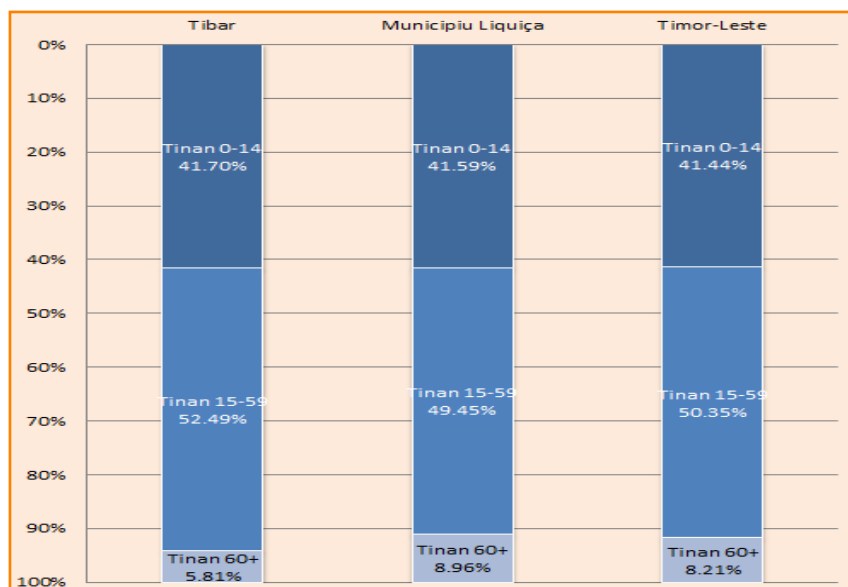 Tibar Municipiu Liquiça Timor-Leste
0%
10%
20%
30%
40%
50%
60%
70%
80%
90%
100%
Tinan 0-14
41.70%
Tinan 15-59
52.49%
Tinan 60+
5.81%
Tinan 0-14
41.59%
Tinan 15-59
49.45%
Tinan 60+
8.96%
Tinan 0-14
41.44%
Tinan 15-59
50.35%
Tinan 60+
8.21%